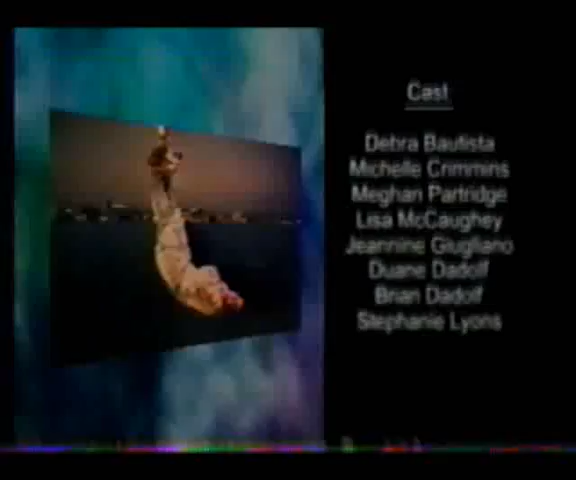 Cast
Debra Bautista
Michelle Crimmins
Meghan Partridge
Lisa McCaughey
Jeannine Giugliano
Duane Dadolf
Brian Dadolf
Stephanie Lyons